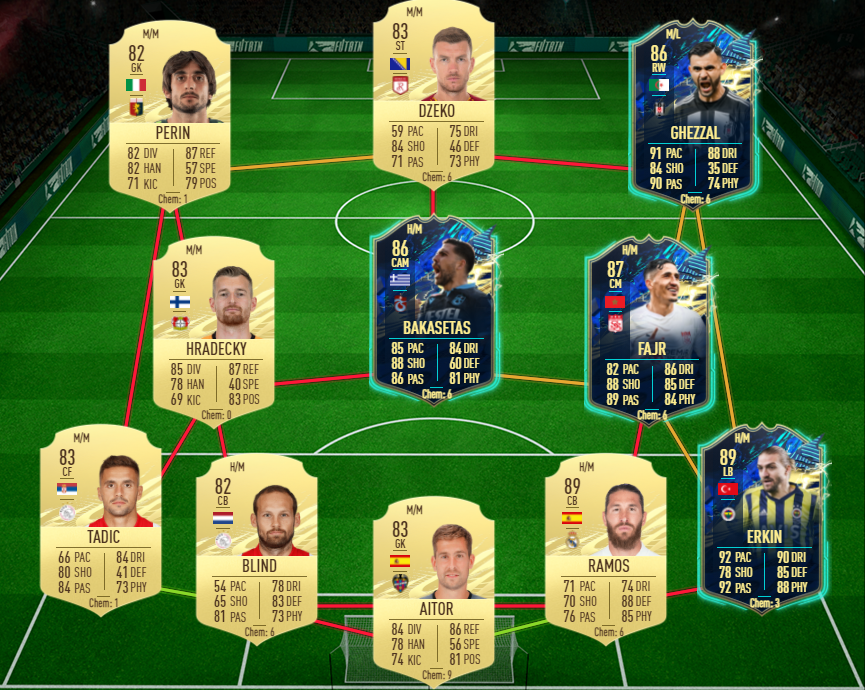 FUTBIN
FUTBIN
FUTBIN
M/M
82
GK
PERIN
82 DIV 87 REF
82 HAN 57 SPE
71 KIC 79 POS
Chem: 1
M/M
83
ST
DZEKO
59 PAC 75 DRI
84 SHO 46 DEF
71 PAS 73 PHY
Chem: 6
M/L
86
RW
GHEZZAL
91 PAC 88 DRI
84 SHO 35 DEF
90 PAS 74 PHY
Chem: 6
M/M
83
GK
HRADECKY
85 DIV 87 REF
78 HAN 40 SPE
69 KIC 83 POS
Chem: 0
H/M
86
CAM
BAKASETAS
85 PAC 84 DRI
88 SHO 60 DEF
86 PAS 81 PHY
Chem: 6
H/M
87
CM
FAJR
82 PAC 86 DRI
88 SHO 85 DEF
89 PAS 84 PHY
Chem: 6
M/M
83
CF
TADIC
66 PAC 84 DRI
80 SHO 41 DEF
84 PAS 73 PHY
Chem: 1
H/M
82
CB
BLIND
54 PAC 78 DRI
65 SHO 83 DEF
81 PAS 73 PHY
Chem: 6
M/M
83
GK
AITOR
84 DIV 86 REF
78 HAN 56 SPE
74 KIC 81 POS
Chem: 9
H/M
89
CB
RAMOS
71 PAC 74 DRI
70 SHO 88 DEF
76 PAS 85 PHY
Chem: 6
H/M
89
LB
ERKIN
92 PAC 90 DRI
78 SHO 85 DEF
92 PAS 88 PHY
Chem: 3